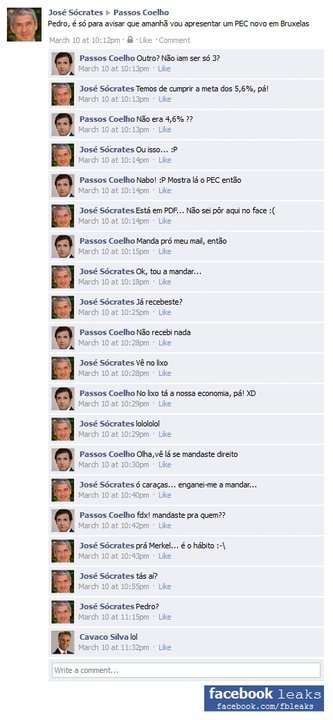 José Sócrates ▸ Passos Coelho
Pedro, é só para avisar que amanhã vou apresentar um PEC novo em Bruxelas
March 10 at 10:12pm · Like · Comment
Passos Coelho Outro? Não iam ser só 3?
March 10 at 10:13pm · Like
José Sócrates Temos de cumprir a meta dos 5,6%, pá!
March 10 at 10:13pm · Like
Passos Coelho Não era 4,6% ??
March 10 at 10:13pm · Like
José Sócrates Ou isso... :P
March 10 at 10:14pm · Like
Passos Coelho Nabo! :P Mostra lá o PEC então
March 10 at 10:14pm · Like
José Sócrates Está em PDF... Não sei pôr aqui no face :(
March 10 at 10:14pm · Like
Passos Coelho Manda pró meu mail, então
March 10 at 10:15pm · Like
José Sócrates Ok, tou a mandar...
March 10 at 10:18pm · Like
José Sócrates Já recebeste?
March 10 at 10:25pm · Like
Passos Coelho Não recebi nada
March 10 at 10:28pm · Like
José Sócrates Vê no lixo
March 10 at 10:28pm · Like
Passos Coelho No lixo tá a nossa economia, pá! XD
March 10 at 10:29pm · Like
José Sócrates lolololol
March 10 at 10:29pm · Like
Passos Coelho Olha,vê lá se mandaste direito
March 10 at 10:30pm · Like
José Sócrates ó caraças... enganei-me a mandar...
March 10 at 10:40pm · Like
Passos Coelho fdx! mandaste pra quem??
March 10 at 10:42pm · Like
José Sócrates prá Merkel... é o hábito :-\
March 10 at 10:43pm · Like
José Sócrates tás aí?
March 10 at 10:55pm · Like
José Sócrates Pedro?
March 10 at 11:15pm · Like
Cavaco Silva lol
March 10 at 11:32pm · Like
Write a comment...
facebook leaks
facebook.com/fbleaks